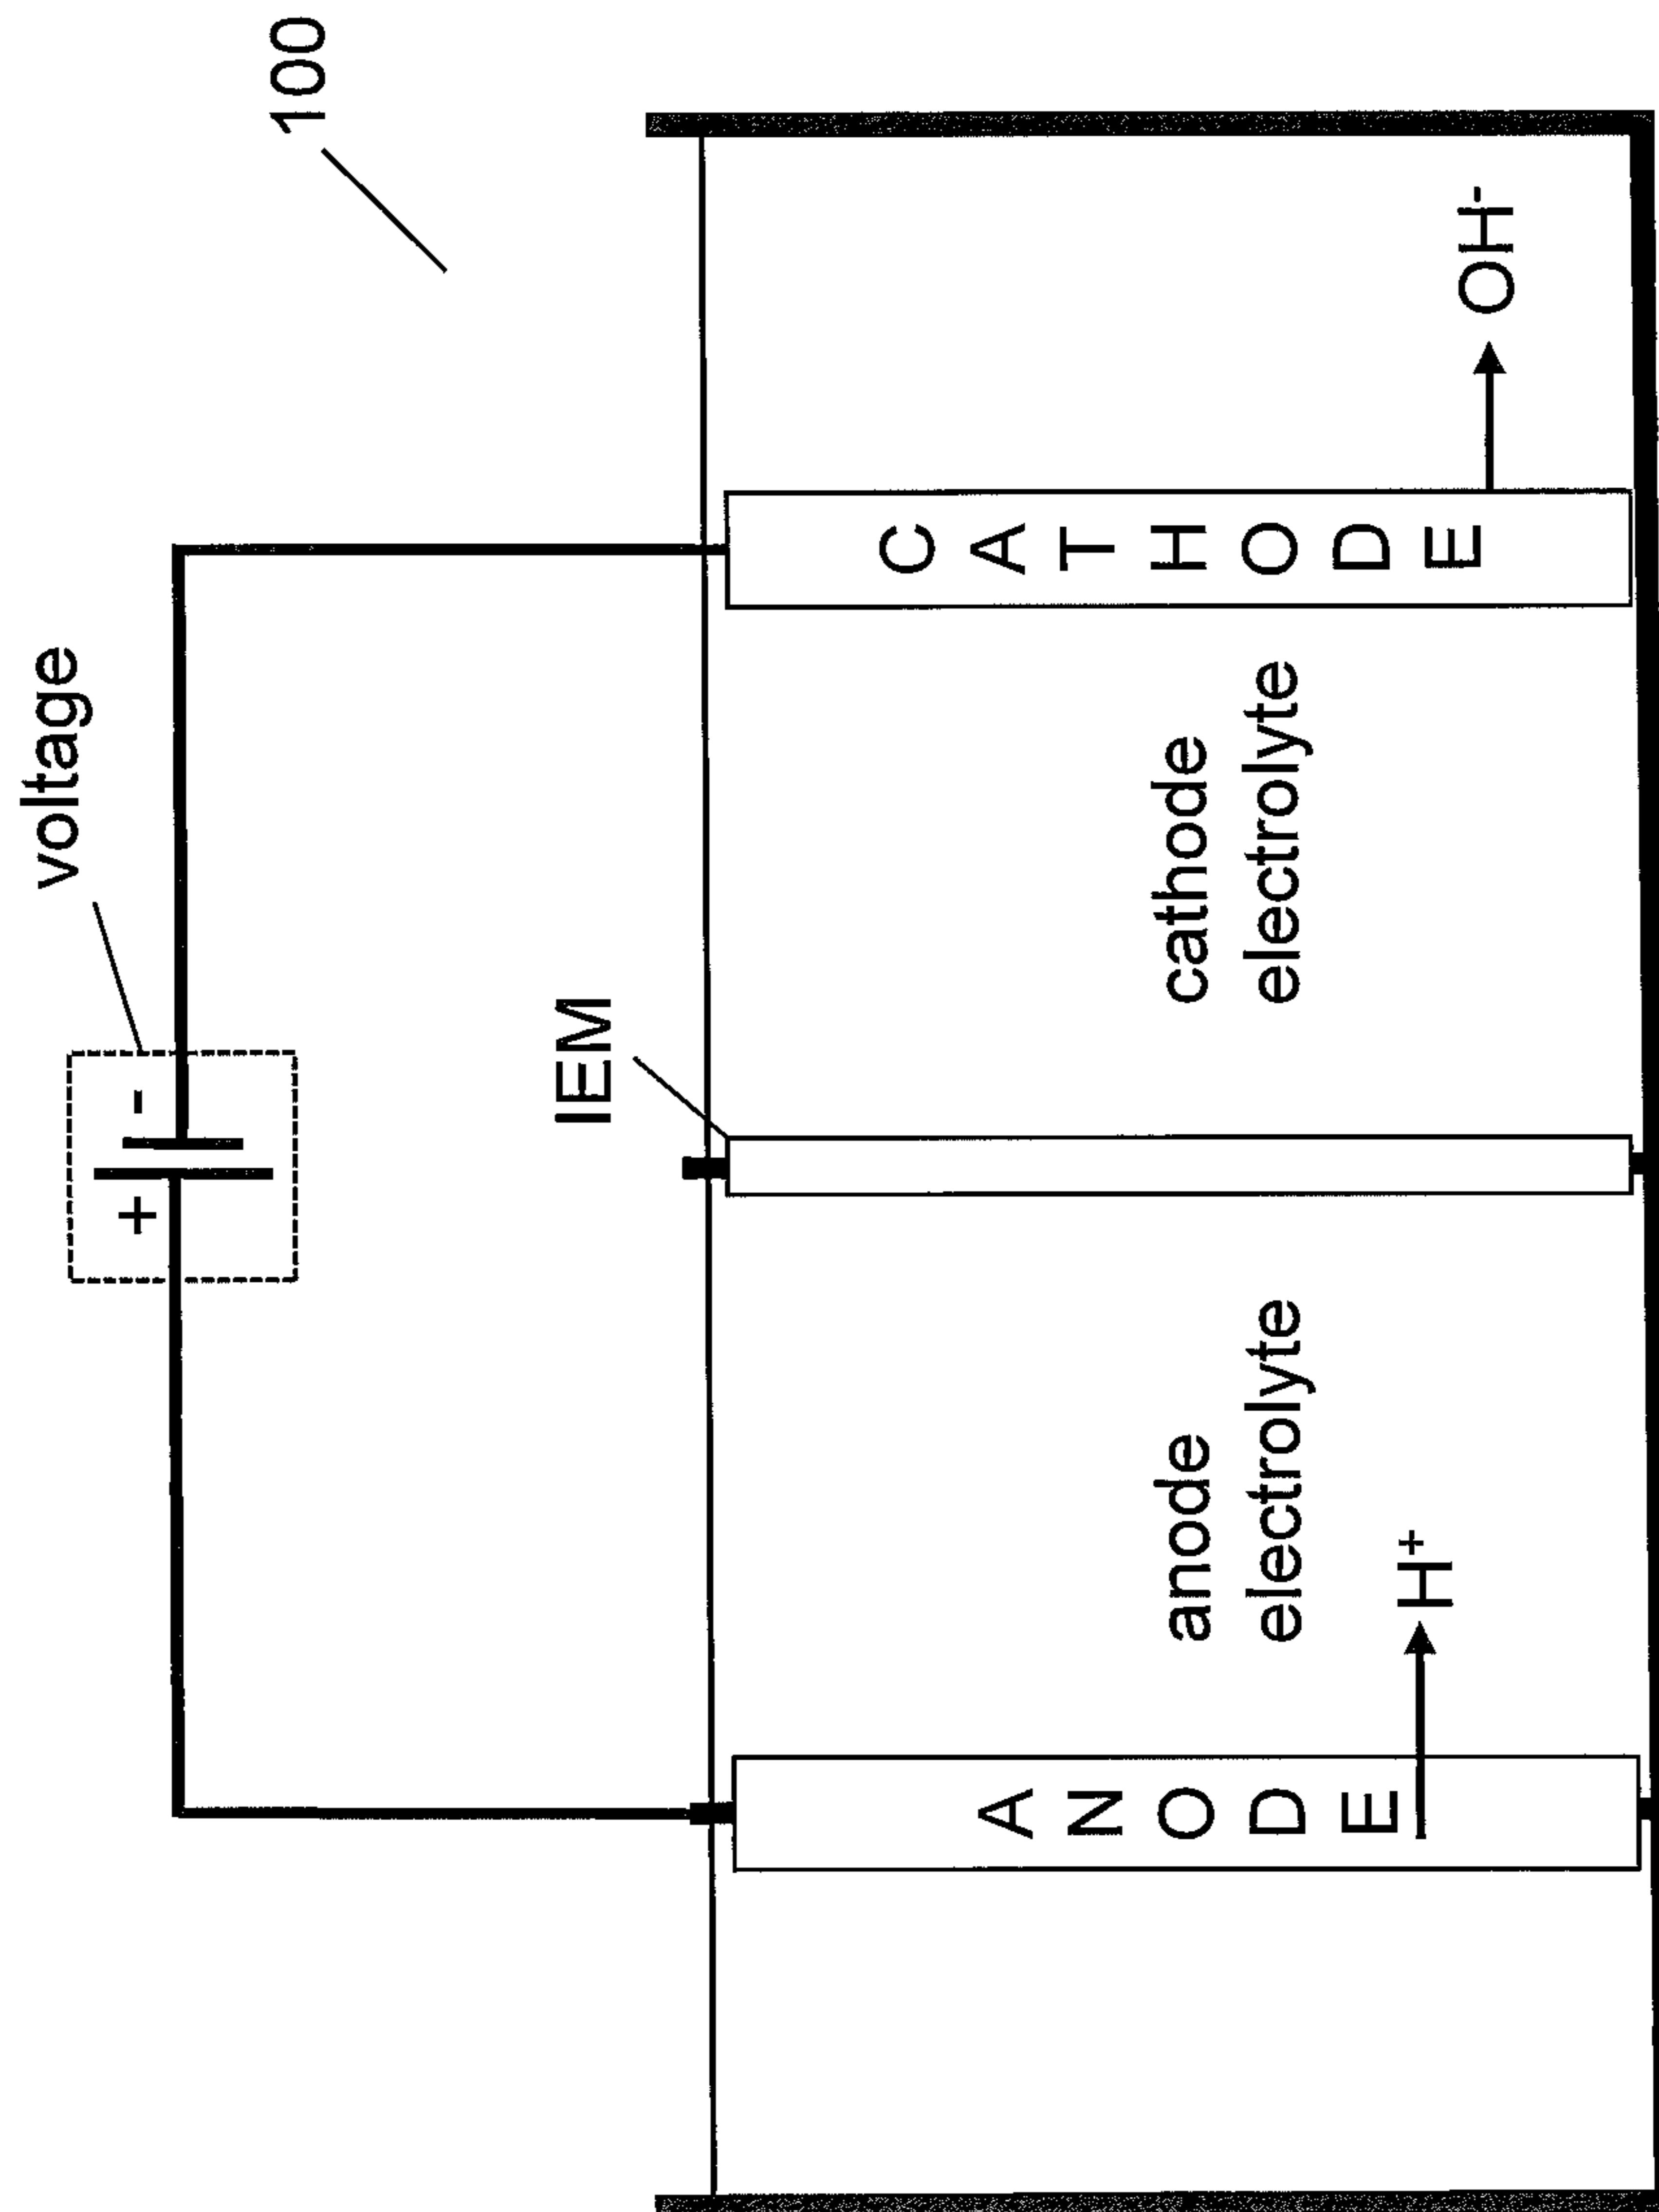 voltage
+ -
100
IEM
ANODE
anode
electrolyte
H⁺
cathode
electrolyte
CATHODE
OH⁻